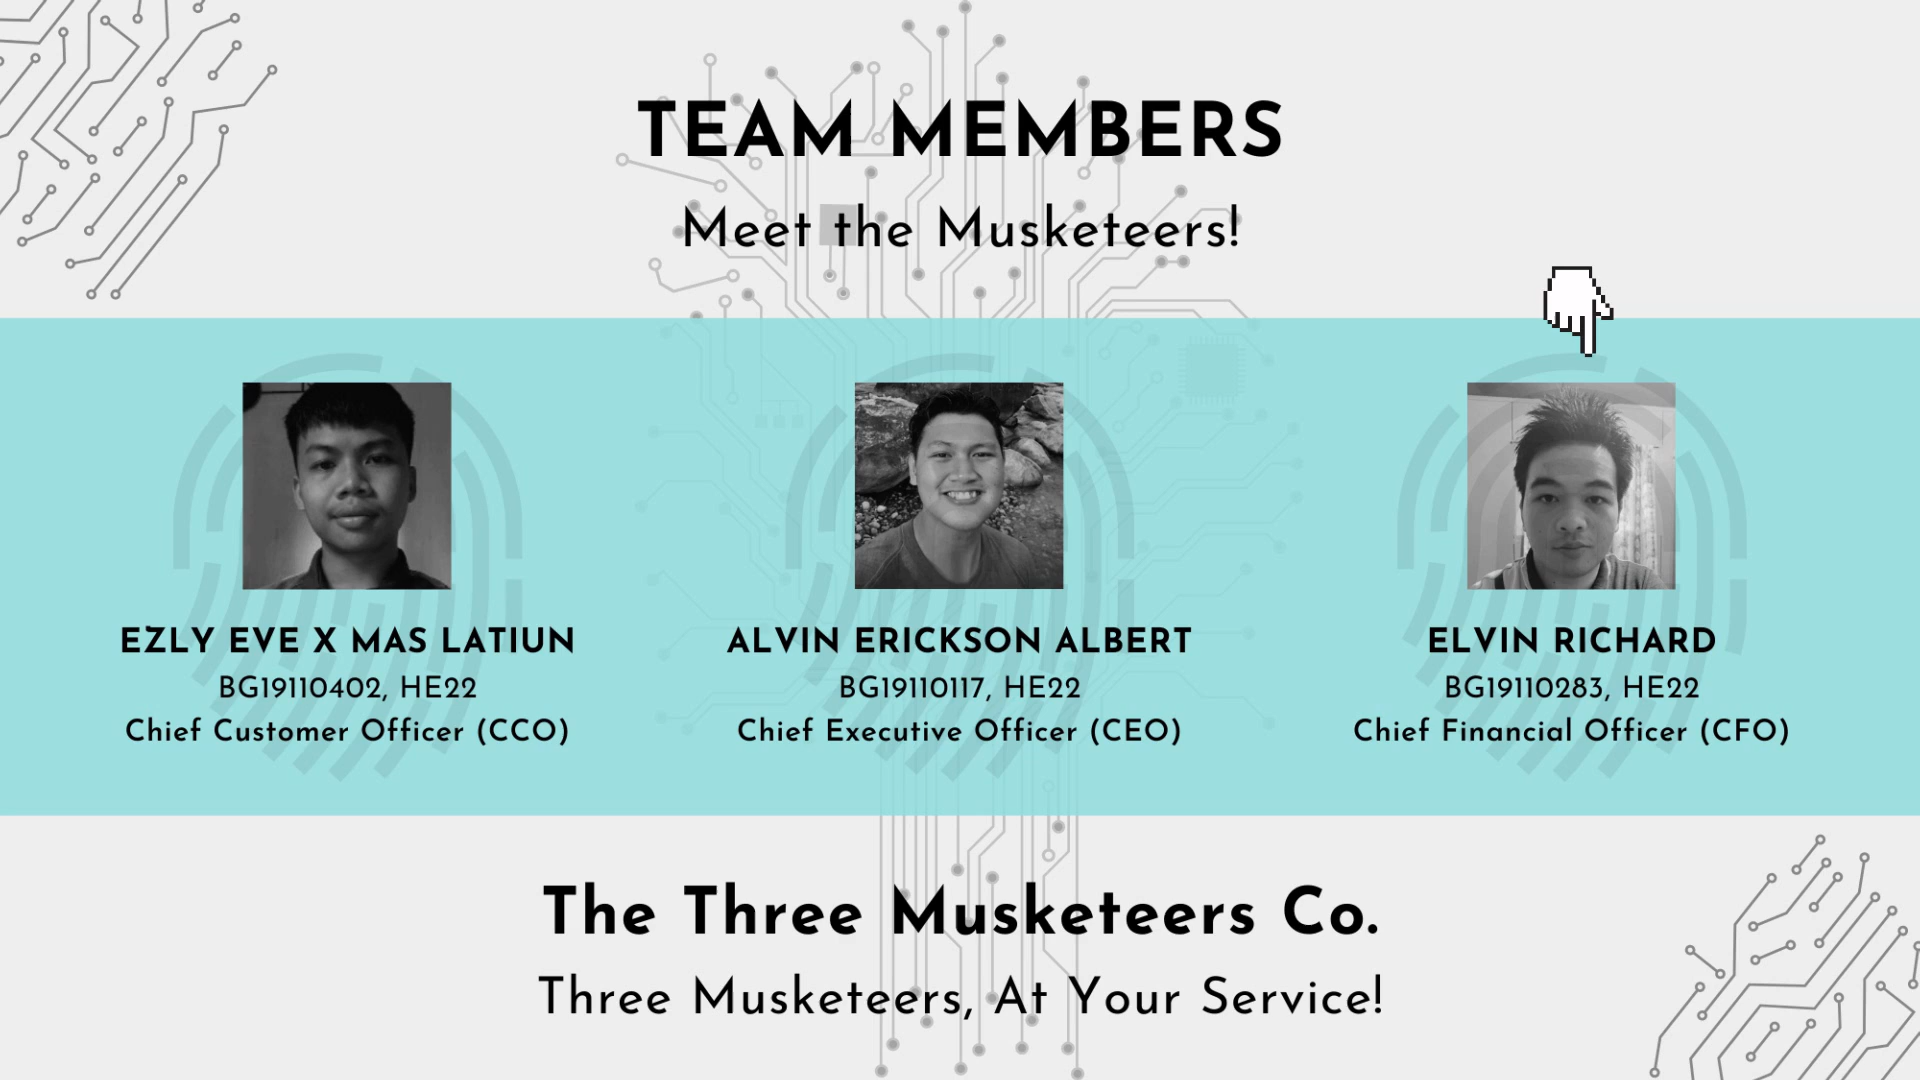 TEAM MEMBERS
Meet the Musketeers!
EZLY EVE X MAS LATIUN
BG19110402, HE22
Chief Customer Officer (CCO)
ALVIN ERICKSON ALBERT
BG19110117, HE22
Chief Executive Officer (CEO)
ELVIN RICHARD
BG19110283, HE22
Chief Financial Officer (CFO)
The Three Musketeers Co.
Three Musketeers, At Your Service!